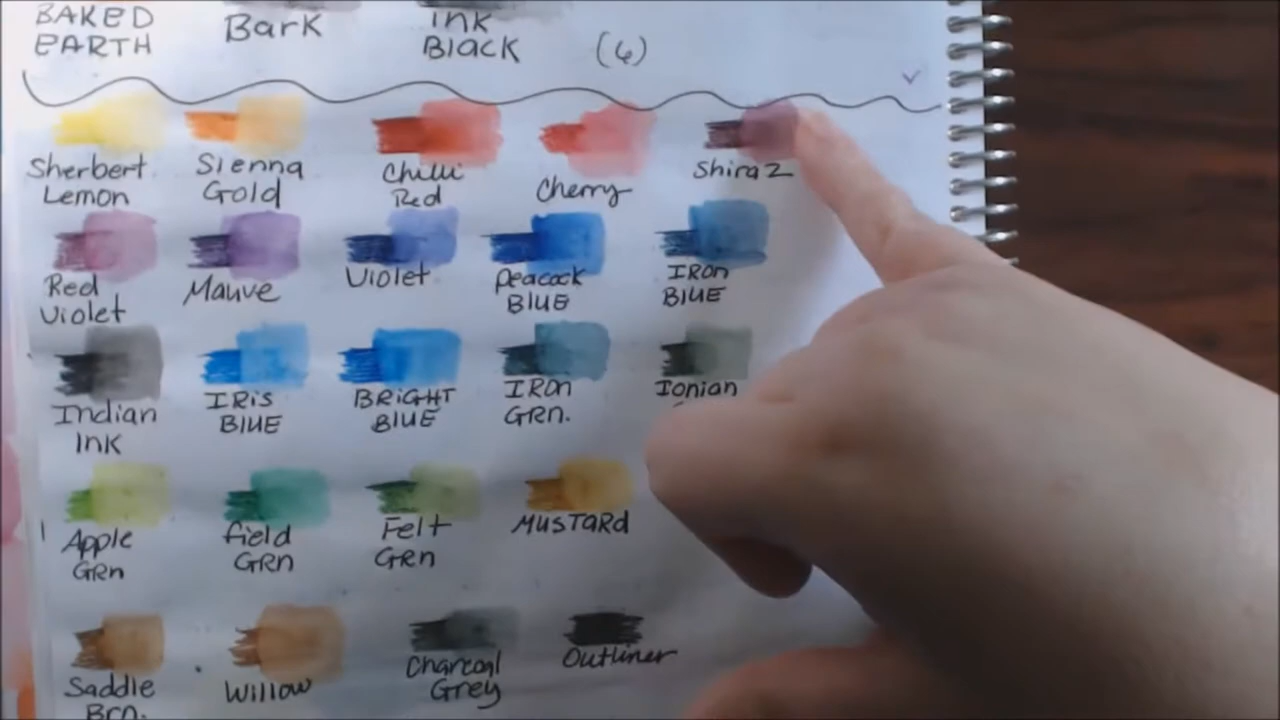 BAKED
EARTH
Bark
INK
Black
(6)
Sherbert
Lemon
Sienna
Gold
Chilli
Red
Cherry
Shiraz
Red
Violet
Mauve
Violet
Peacock
BLUE
IRon
BLUE
Indian
INK
IRis
BLUE
BRiGHT
BLUE
IRON
GRN.
Ionian
Apple
GRn
field
GRN
Felt
GRn
MUSTARd
Saddle
BRn.
Willow
Charcoal
Grey
Outliner